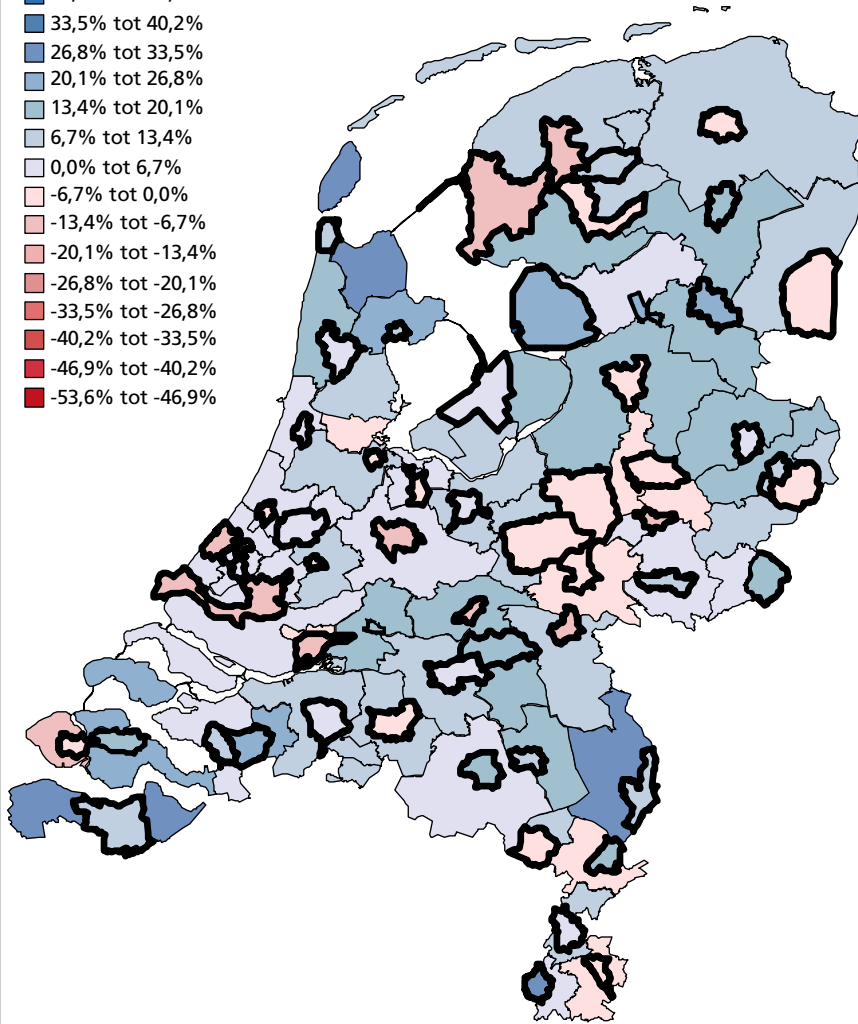 33,5% tot 40,2%
26,8% tot 33,5%
20,1% tot 26,8%
13,4% tot 20,1%
6,7% tot 13,4%
0,0% tot 6,7%
-6,7% tot 0,0%
-13,4% tot -6,7%
-20,1% tot -13,4%
-26,8% tot -20,1%
-33,5% tot -26,8%
-40,2% tot -33,5%
-46,9% tot -40,2%
-53,6% tot -46,9%